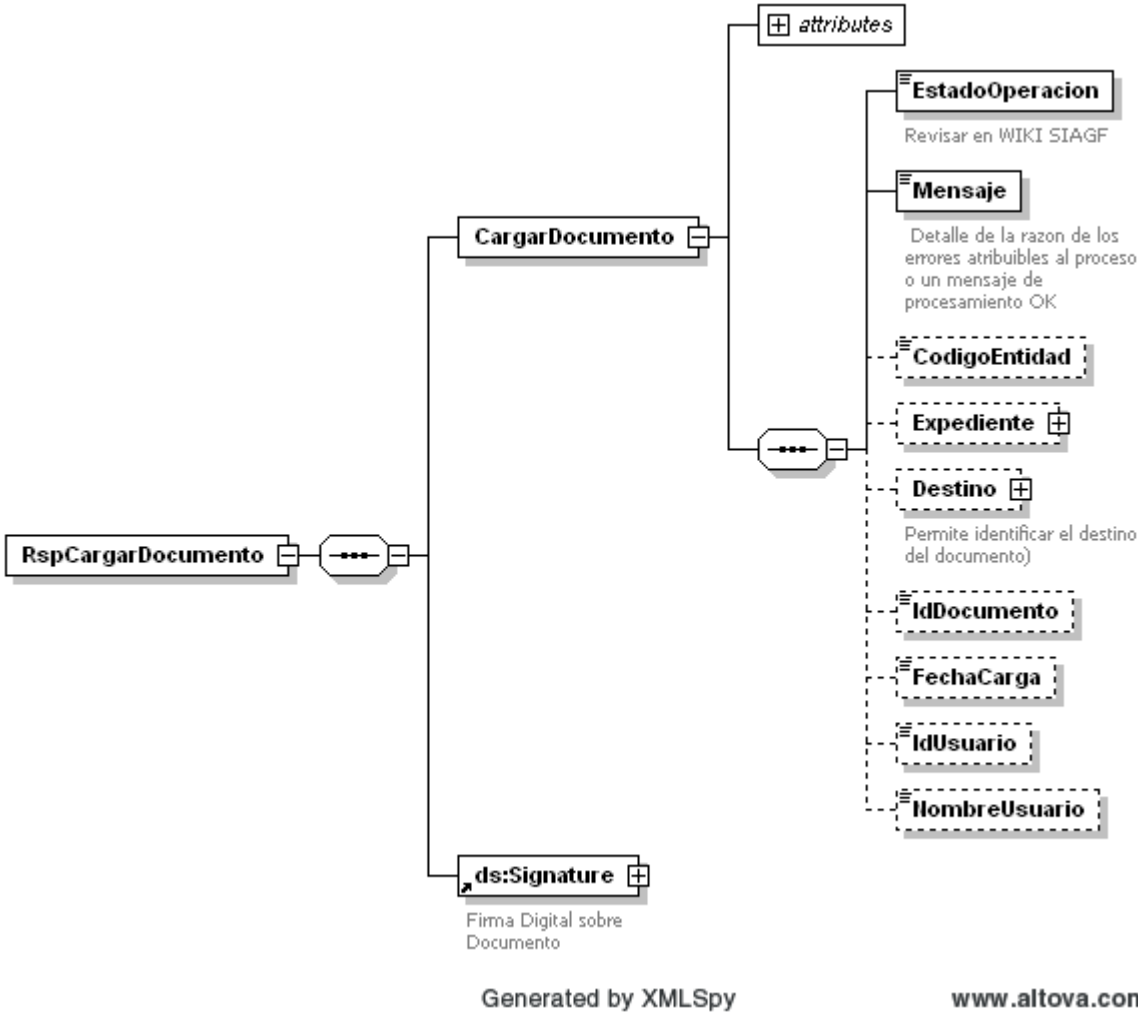 attributes
EstadoOperacion
Revisar en WIKI SIAGF
Mensaje
Detalle de la razon de los
errores atribuibles al proceso
o un mensaje de
procesamiento OK
CargarDocumento
CodigoEntidad
Expediente
Destino
Permite identificar el destino
del documento)
RspCargarDocumento
IdDocumento
FechaCarga
IdUsuario
NombreUsuario
ds:Signature
Firma Digital sobre
Documento
Generated by XMLSpy
www.altova.com